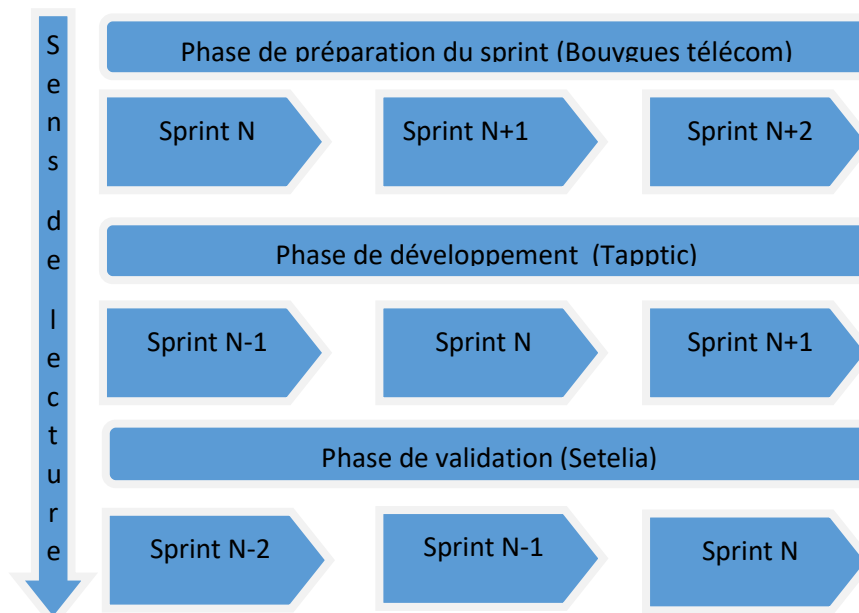 Sens de lecture
Phase de préparation du sprint (Bouygues télécom)
Sprint N
Sprint N+1
Sprint N+2
Phase de développement (Tapptic)
Sprint N-1
Sprint N
Sprint N+1
Phase de validation (Setelia)
Sprint N-2
Sprint N-1
Sprint N